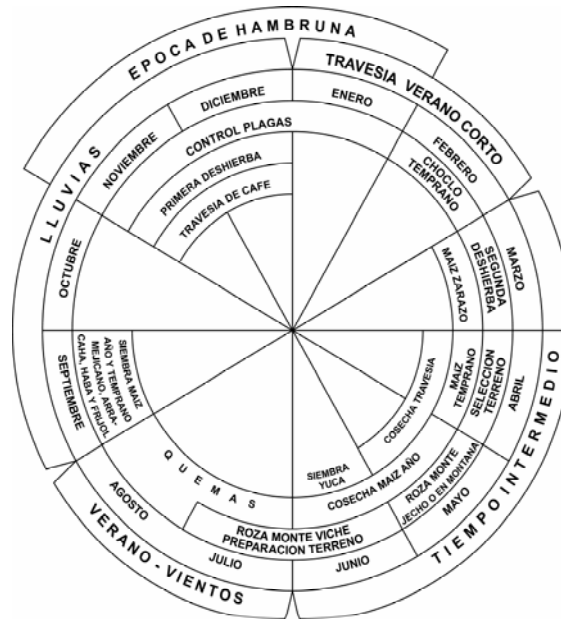 EPOCA DE HAMBRUNA
TRAVESIA VERANO CORTO
LLUVIAS
TIEMPO INTERMEDIO
VERANO - VIENTOS
ENERO
FEBRERO
CHOCLO
TEMPRANO
MARZO
SEGUNDA
DESHIERBA
MAIZ ZARAZO
ABRIL
SELECCION
TERRENO
MAIZ
TEMPRANO
COSECHA TRAVESIA
MAYO
ROZA MONTE
JECHO O EN MONTANA
COSECHA MAIZ AÑO
JUNIO
SIEMBRA
YUCA
ROZA MONTE VICHE
PREPARACION TERRENO
JULIO
AGOSTO
QUEMAS
SEPTIEMBRE
SIEMBRA MAIZ
AÑO Y TEMPRANO
MEJICANO, ARRA-
CAHA, HABA Y FRIJOL
OCTUBRE
NOVIEMBRE
DICIEMBRE
CONTROL PLAGAS
PRIMERA DESHIERBA
TRAVESIA DE CAFE